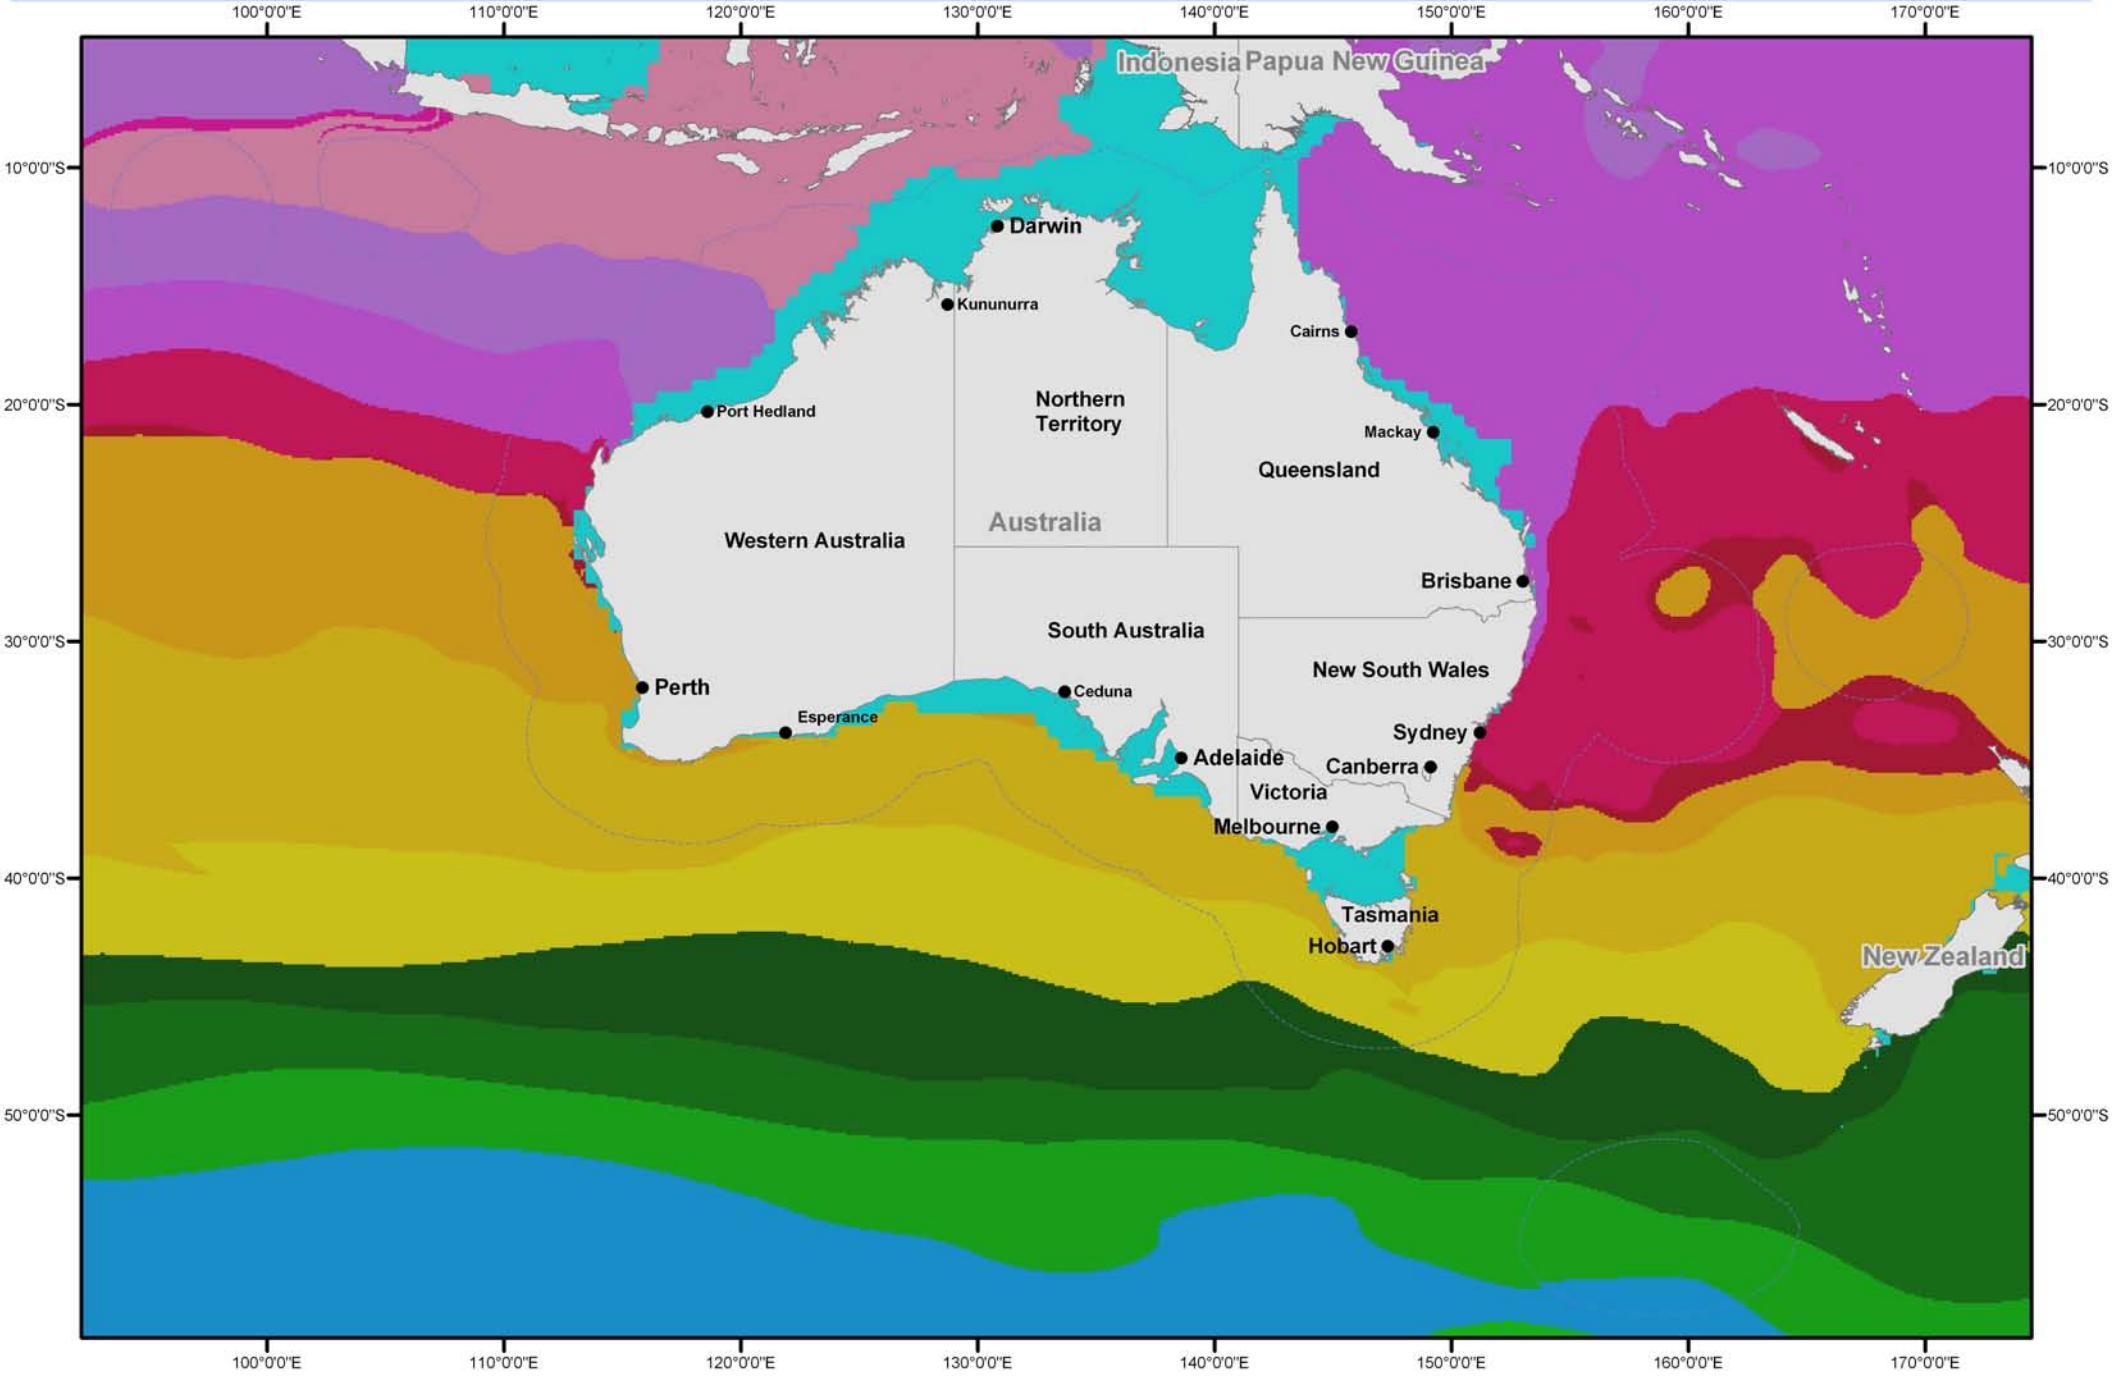 100°0'0"E 110°0'0"E 120°0'0"E 130°0'0"E 140°0'0"E 150°0'0"E 160°0'0"E 170°0'0"E
Indonesia Papua New Guinea
10°0'0"S 10°0'0"S
Darwin
Kununurra
Cairns
Northern
Territory
20°0'0"S 20°0'0"S
Port Hedland
Mackay
Queensland
Australia
Western Australia
Brisbane
South Australia
30°0'0"S 30°0'0"S
New South Wales
Perth
Ceduna
Esperance
Sydney
Adelaide
Canberra
Victoria
Melbourne
40°0'0"S 40°0'0"S
Tasmania
Hobart
New Zealand
50°0'0"S 50°0'0"S
100°0'0"E 110°0'0"E 120°0'0"E 130°0'0"E 140°0'0"E 150°0'0"E 160°0'0"E 170°0'0"E